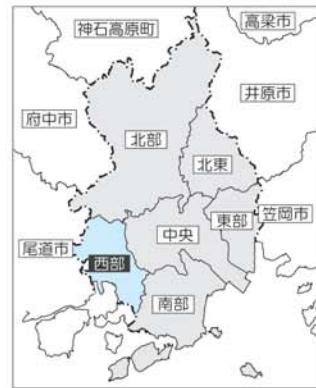 神石高原町
高梁市
井原市
府中市
北部
北東
笠岡市
東部
中央
尾道市
西部
南部